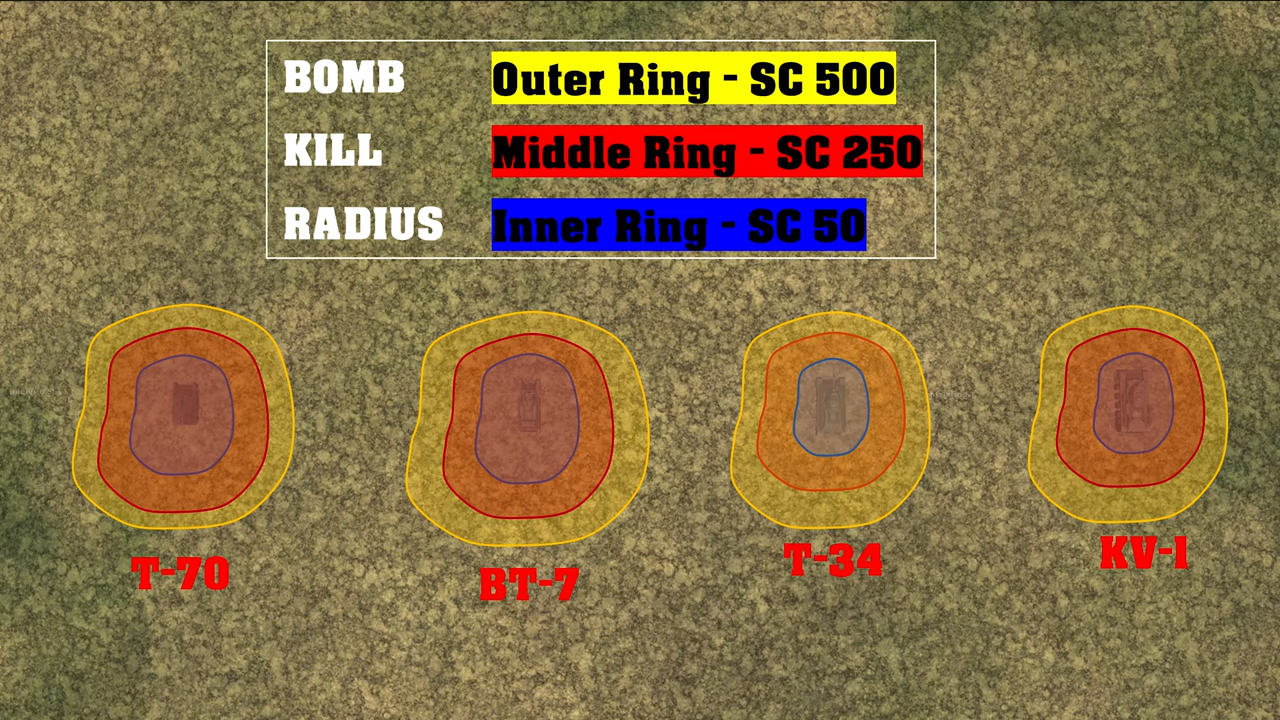 BOMB
Outer Ring - SC 500
KILL
Middle Ring - SC 250
RADIUS
Inner Ring - SC 50
T-70
BT-7
T-34
KV-1